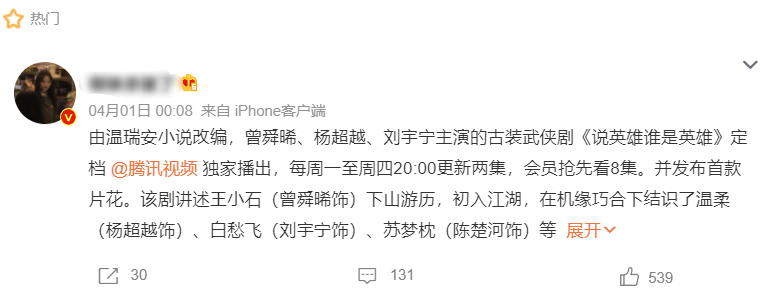 热门
04月01日 00:08 来自 iPhone客户端
由温瑞安小说改编，曾舜晞、杨超越、刘宇宁主演的古装武侠剧《说英雄谁是英雄》定
档 @腾讯视频 独家播出，每周一至周四20:00更新两集，会员抢先看8集。并发布首款
片花。该剧讲述王小石（曾舜晞饰）下山游历，初入江湖，在机缘巧合下结识了温柔
（杨超越饰）、白愁飞（刘宇宁饰）、苏梦枕（陈楚河饰）等 展开
30 131 539